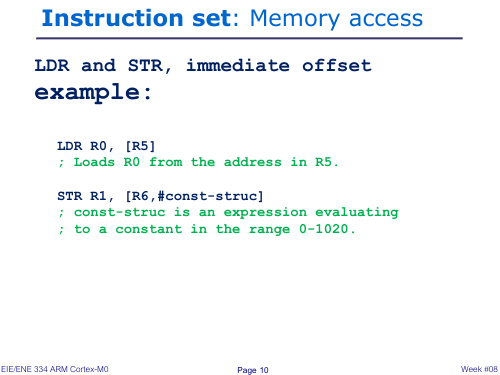 Instruction set: Memory access
LDR and STR, immediate offset
example:
LDR R0, [R5]
; Loads R0 from the address in R5.
STR R1, [R6,#const-struc]
; const-struc is an expression evaluating
; to a constant in the range 0-1020.
EIE/ENE 334 ARM Cortex-M0
Page 10
Week #08